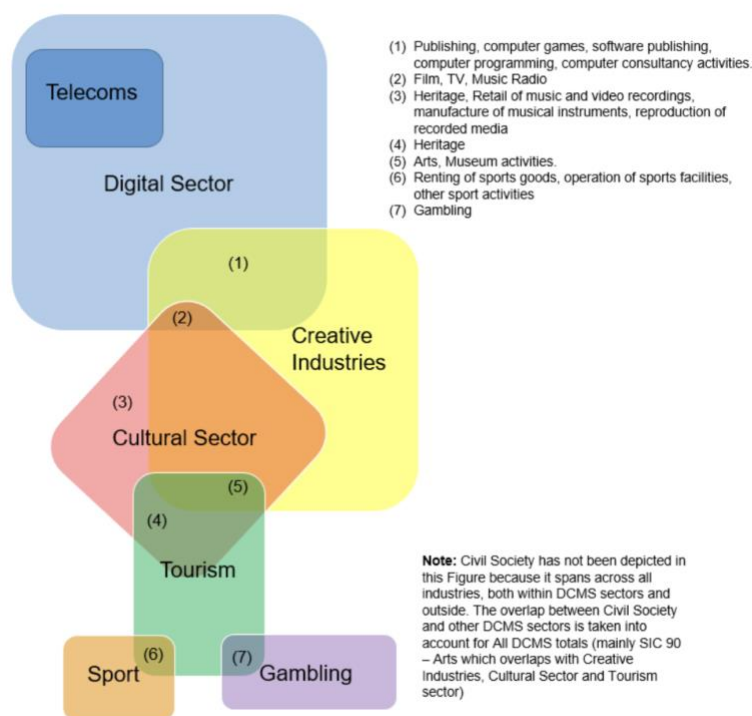 Telecoms
Digital Sector
(1)
(2)
Creative
Industries
(3)
Cultural Sector
(5)
(4)
Tourism
(6)
Sport
(7)
Gambling
(1) Publishing, computer games, software publishing,
computer programming, computer consultancy activities.
(2) Film, TV, Music Radio
(3) Heritage, Retail of music and video recordings,
manufacture of musical instruments, reproduction of
recorded media
(4) Heritage
(5) Arts, Museum activities.
(6) Renting of sports goods, operation of sports facilities,
other sport activities
(7) Gambling
Note: Civil Society has not been depicted in
this Figure because it spans across all
industries, both within DCMS sectors and
outside. The overlap between Civil Society
and other DCMS sectors is taken into
account for All DCMS totals (mainly SIC 90
– Arts which overlaps with Creative
Industries, Cultural Sector and Tourism
sector)